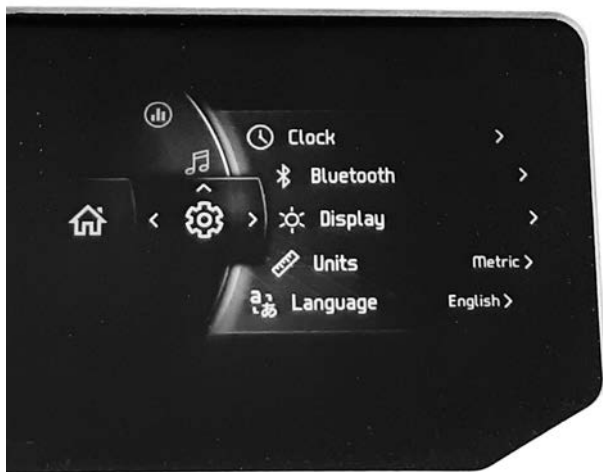 Clock
Bluetooth
Display
Units Metric
Language English